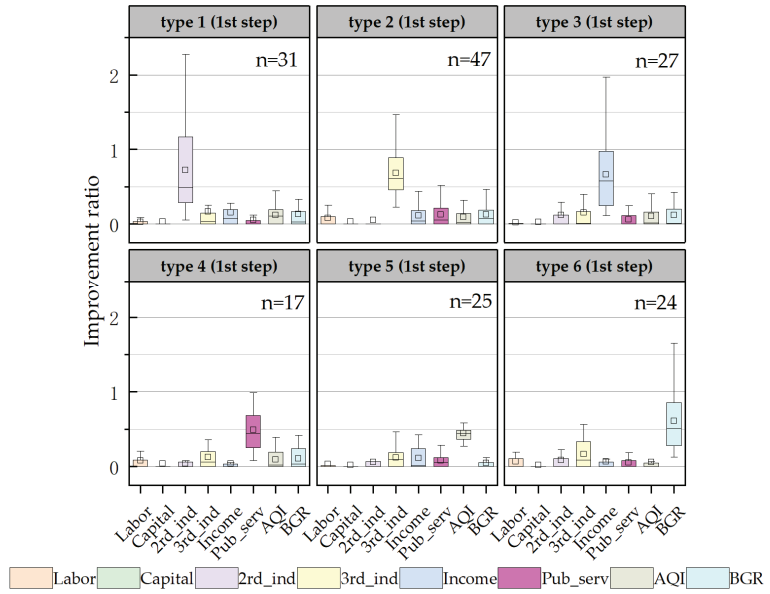 type 1 (1st step) type 2 (1st step) type 3 (1st step)
n=31 n=47 n=27
2
1
0
Improvement ratio
type 4 (1st step) type 5 (1st step) type 6 (1st step)
n=17 n=25 n=24
2
1
0
Labor Capital 2rd_ind 3rd_ind Income Pub_serv AQI BGR Labor Capital 2rd_ind 3rd_ind Income Pub_serv AQI BGR Labor Capital 2rd_ind 3rd_ind Income Pub_serv AQI BGR
Labor Capital 2rd_ind 3rd_ind Income Pub_serv AQI BGR